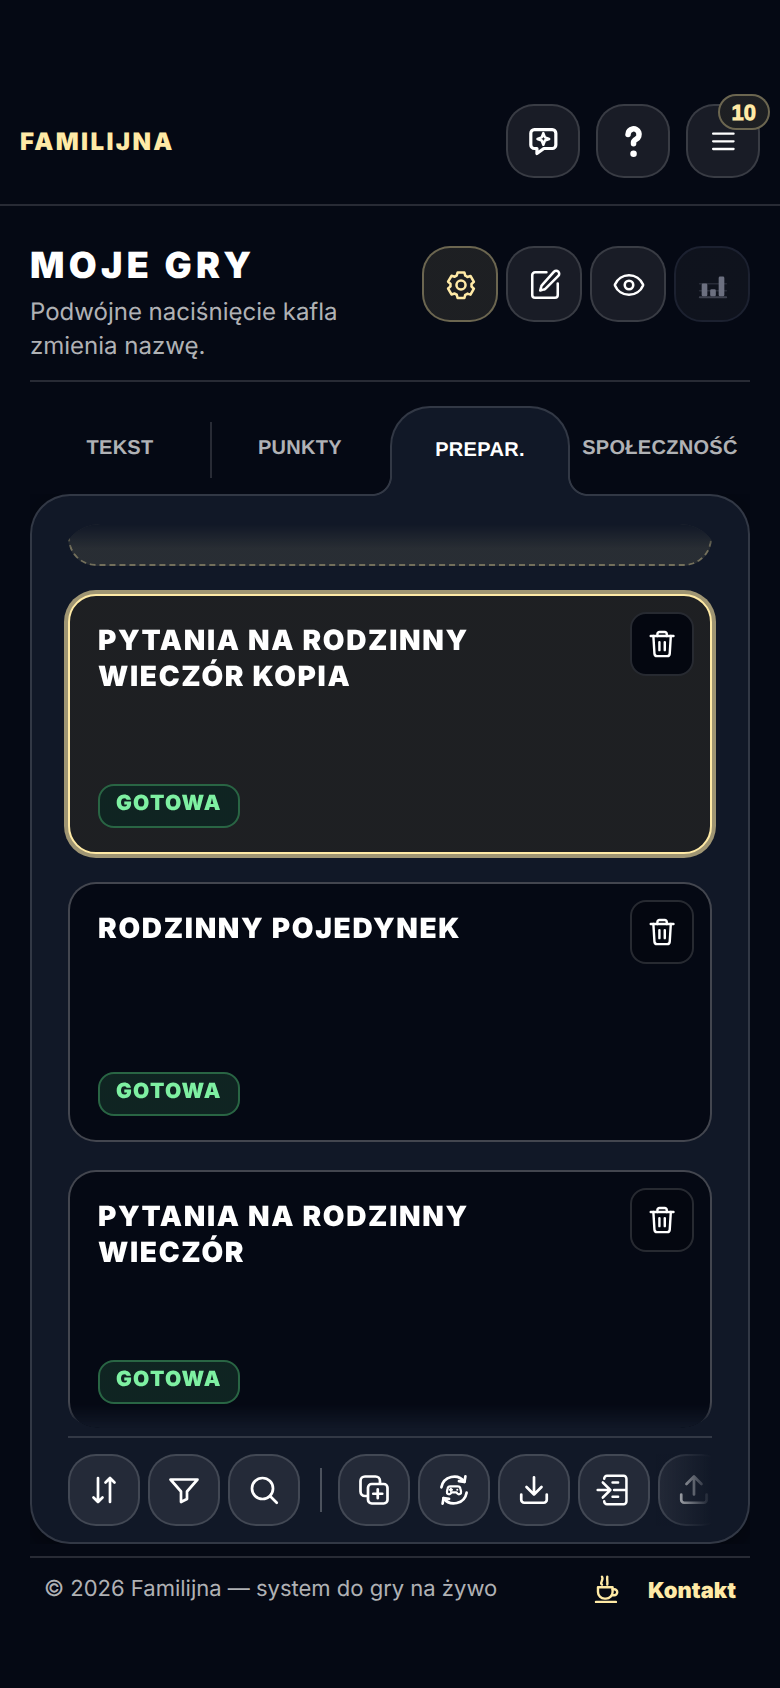 FAMILIJNA
10
MOJE GRY
Podwójne naciśnięcie kafla
zmienia nazwę.
TEKST
PUNKTY
PREPAR.
SPOŁECZNOŚĆ
PYTANIA NA RODZINNY
WIECZÓR KOPIA
GOTOWA
RODZINNY POJEDYNEK
GOTOWA
PYTANIA NA RODZINNY
WIECZÓR
GOTOWA
© 2026 Familijna — system do gry na żywo
Kontakt